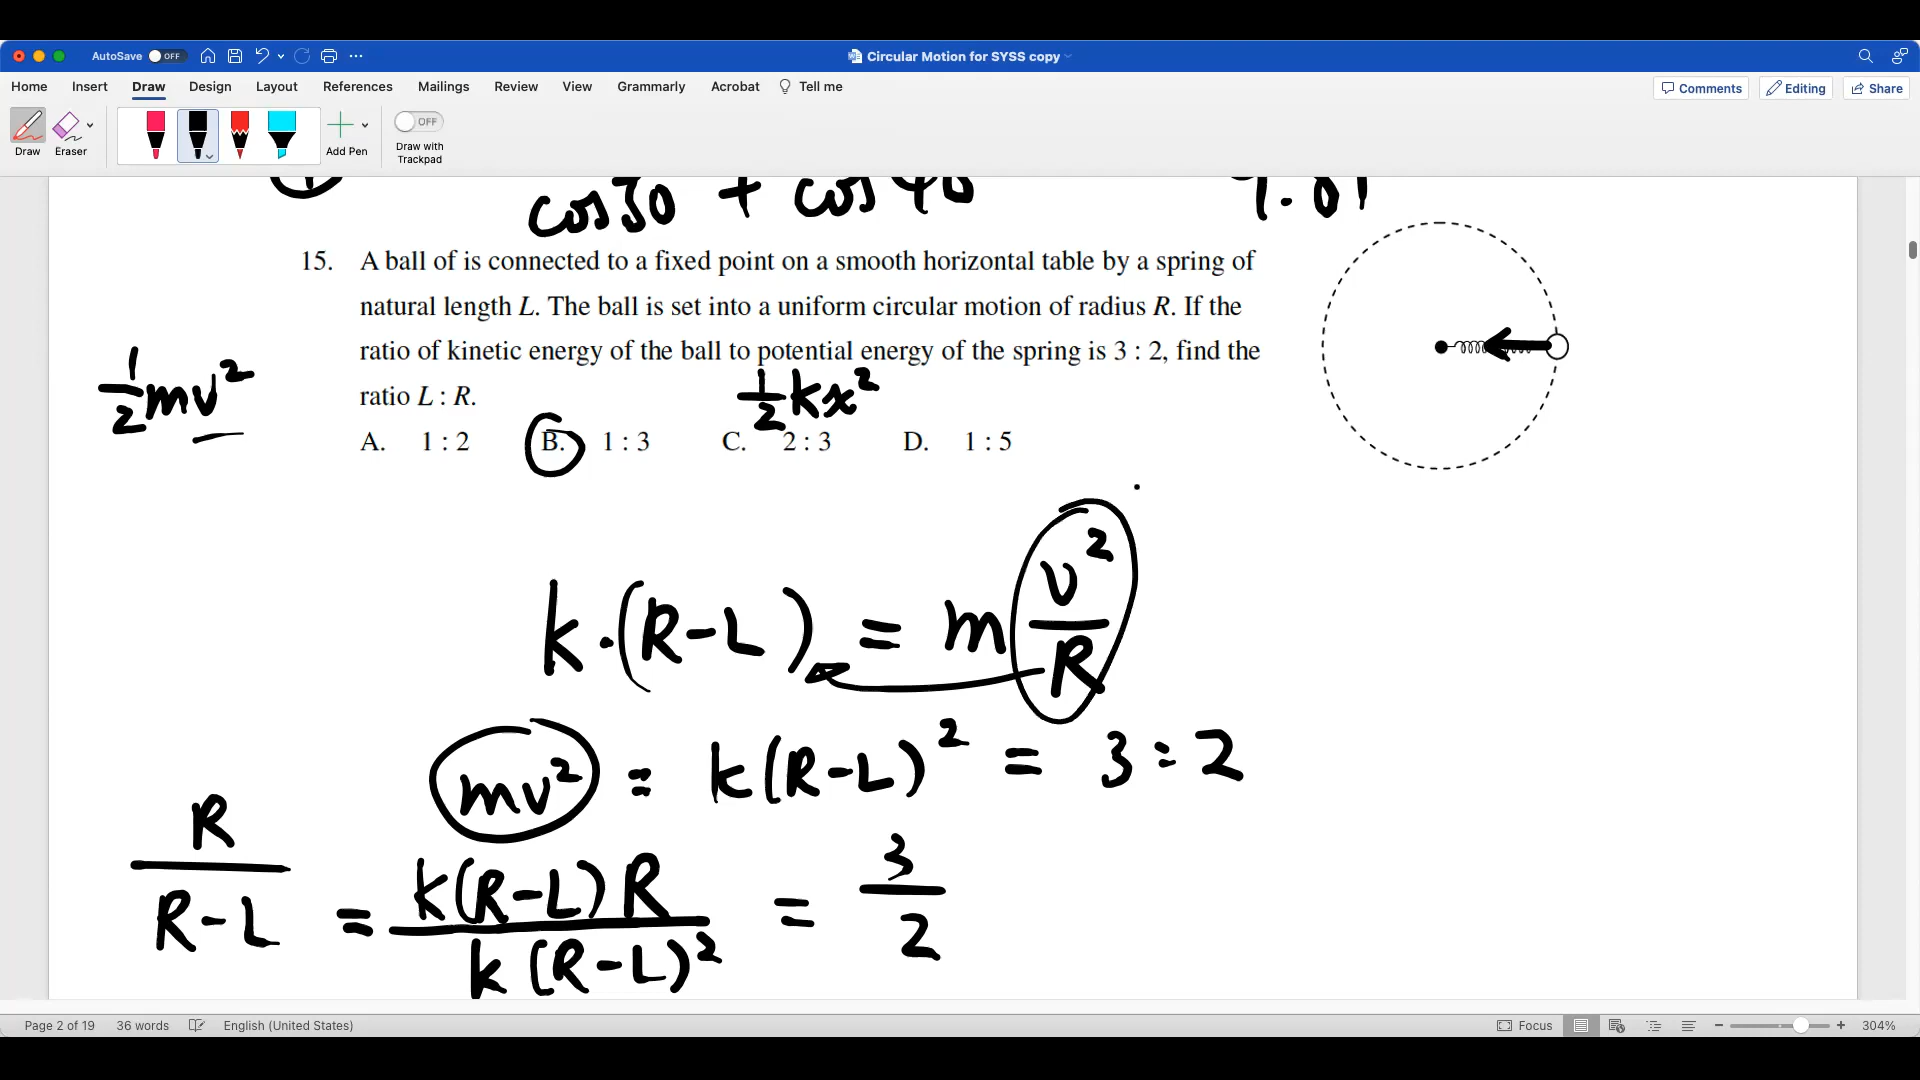 AutoSave OFF
Circular Motion for SYSS copy
Home Insert Draw Design Layout References Mailings Review View Grammarly Acrobat Tell me
Comments Editing Share
OFF
Draw Eraser Add Pen Draw with
Trackpad
cos30 + cos40
15. A ball of is connected to a fixed point on a smooth horizontal table by a spring of
natural length L. The ball is set into a uniform circular motion of radius R. If the
ratio of kinetic energy of the ball to potential energy of the spring is 3 : 2, find the
ratio L : R.
1/2 mv²
1/2 kx²
A. 1 : 2 B. 1 : 3 C. 2 : 3 D. 1 : 5
k·(R-L) = m v²/R
mv² : k(R-L)² = 3 : 2
R/(R-L) = k(R-L)R/k(R-L)² = 3/2
Page 2 of 19 36 words English (United States) Focus 304%